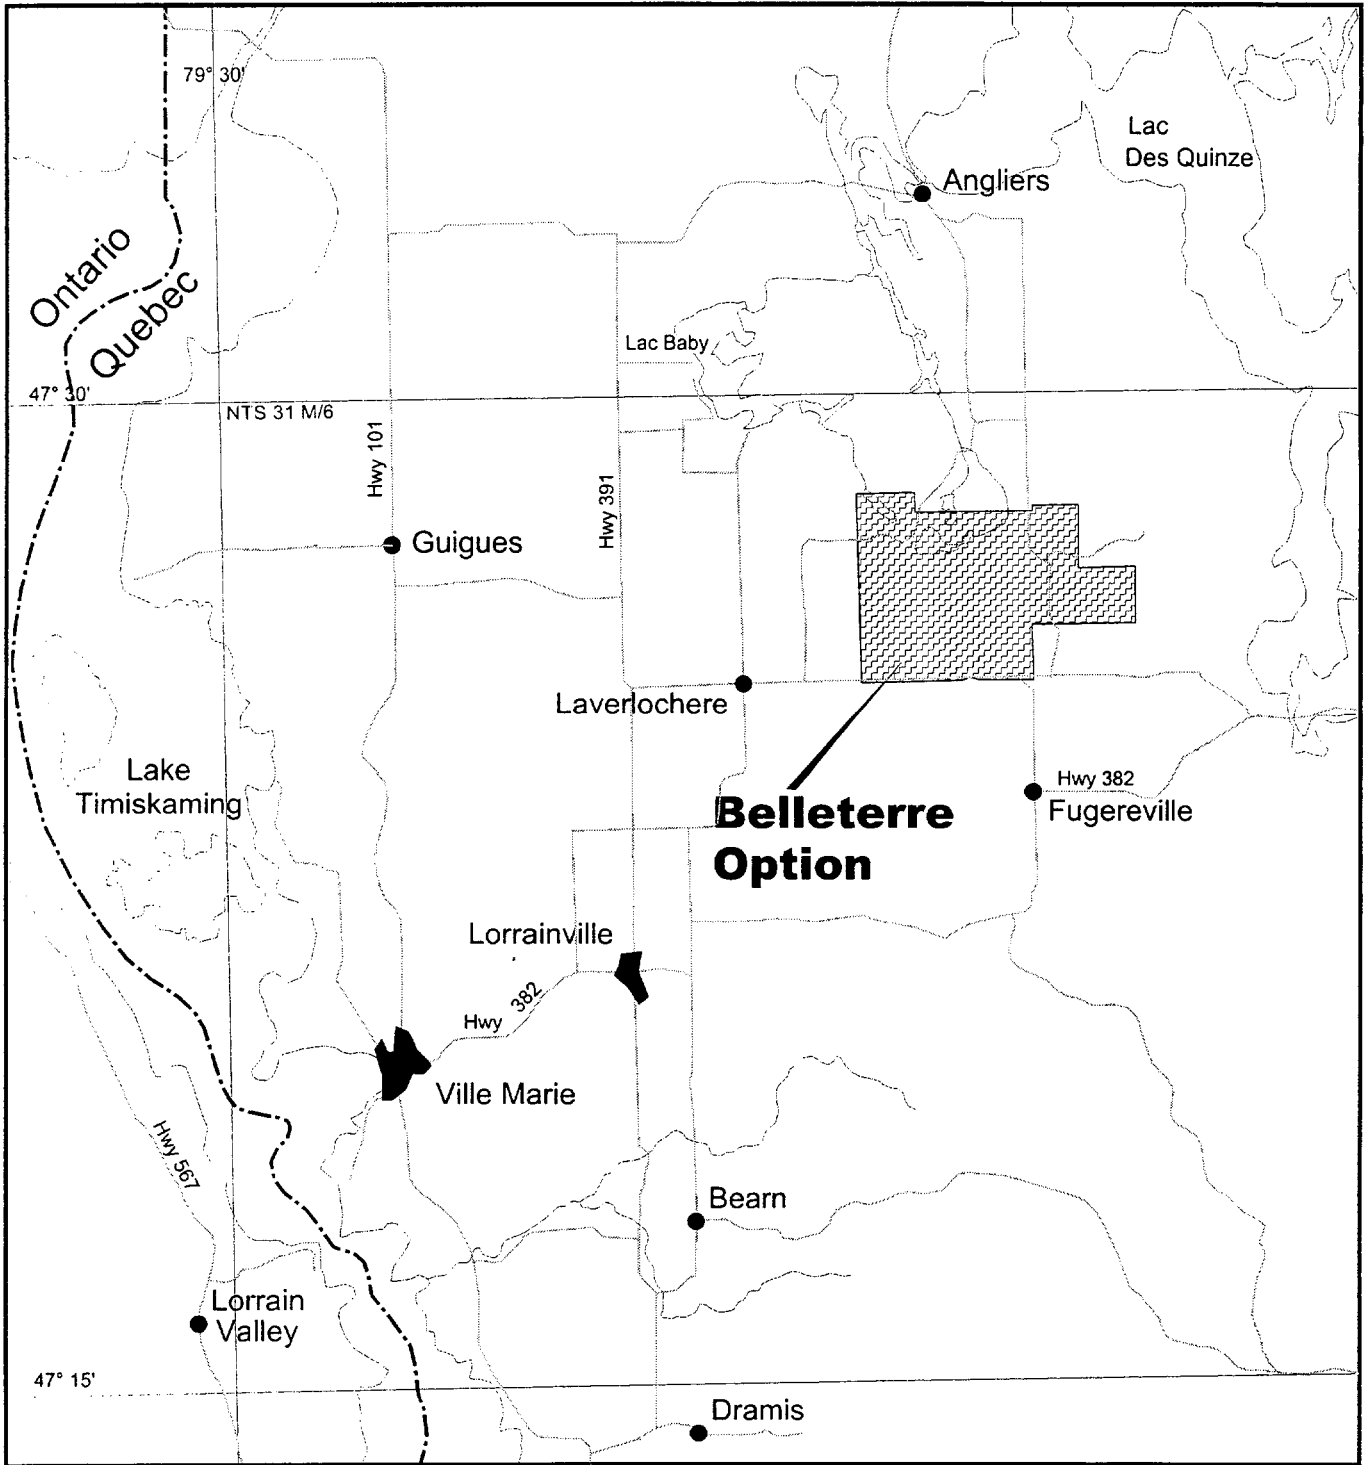 79° 30'
Lac
Des Quinze
Angliers
Ontario
Quebec
Lac Baby
47° 30'
NTS 31 M/6
Hwy 101
Hwy 391
Guigues
Laverlochere
Lake
Timiskaming
Hwy 382
Fugereville
Belleterre
Option
Lorrainville
Hwy 382
Ville Marie
Hwy 567
Bearn
Lorrain
Valley
47° 15'
Dramis